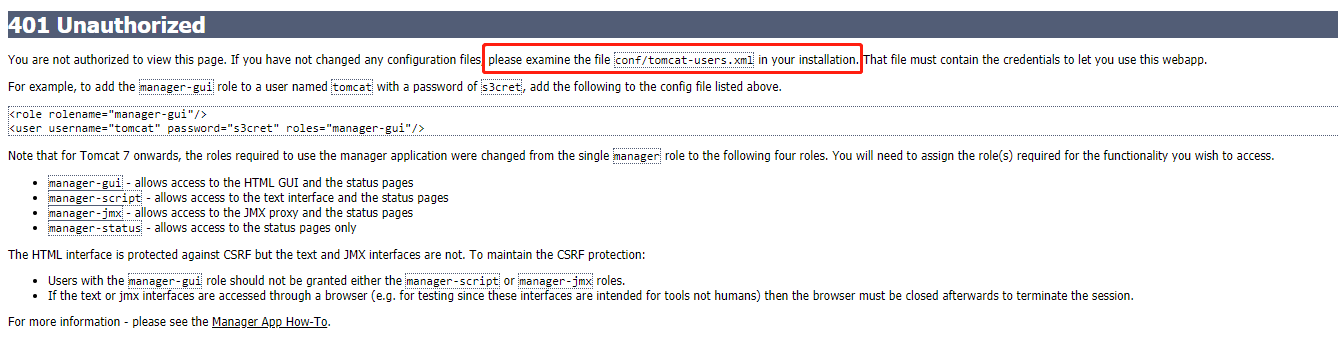 401 Unauthorized
You are not authorized to view this page. If you have not changed any configuration files, please examine the file conf/tomcat-users.xml in your installation. That file must contain the credentials to let you use this webapp.
For example, to add the manager-gui role to a user named tomcat with a password of s3cret, add the following to the config file listed above.
<role rolename="manager-gui"/>
<user username="tomcat" password="s3cret" roles="manager-gui"/>
Note that for Tomcat 7 onwards, the roles required to use the manager application were changed from the single manager role to the following four roles. You will need to assign the role(s) required for the functionality you wish to access.
• manager-gui - allows access to the HTML GUI and the status pages
• manager-script - allows access to the text interface and the status pages
• manager-jmx - allows access to the JMX proxy and the status pages
• manager-status - allows access to the status pages only
The HTML interface is protected against CSRF but the text and JMX interfaces are not. To maintain the CSRF protection:
• Users with the manager-gui role should not be granted either the manager-script or manager-jmx roles.
• If the text or jmx interfaces are accessed through a browser (e.g. for testing since these interfaces are intended for tools not humans) then the browser must be closed afterwards to terminate the session.
For more information - please see the Manager App How-To.